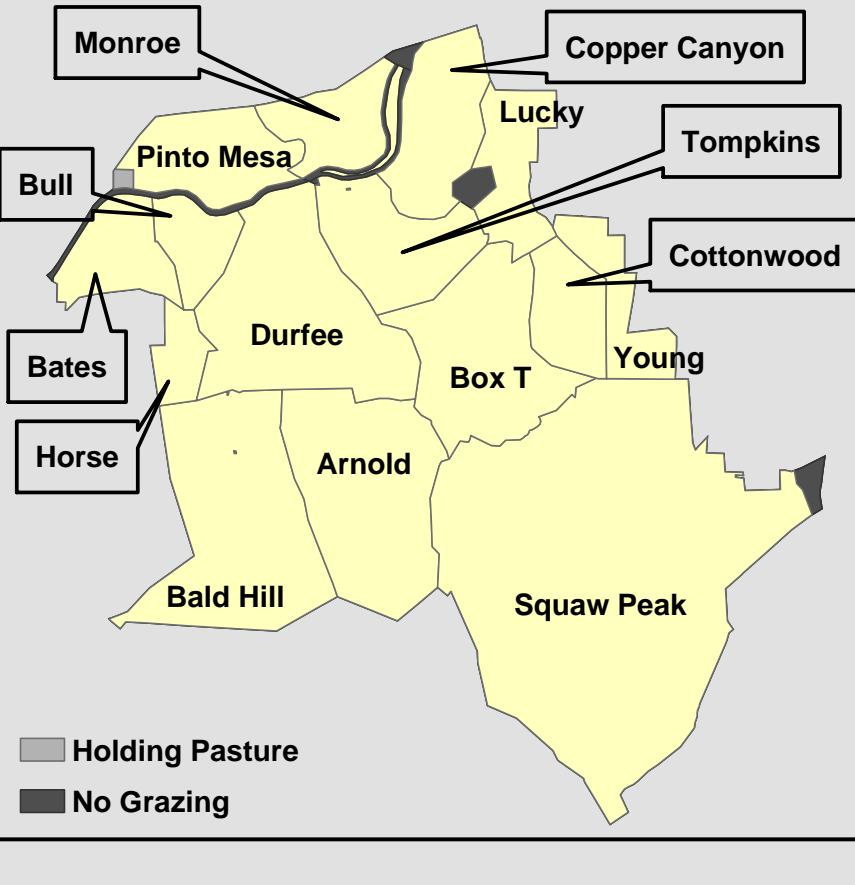 Monroe
Copper Canyon
Lucky
Tompkins
Pinto Mesa
Bull
Cottonwood
Durfee
Bates
Box T
Young
Horse
Arnold
Bald Hill
Squaw Peak
Holding Pasture
No Grazing